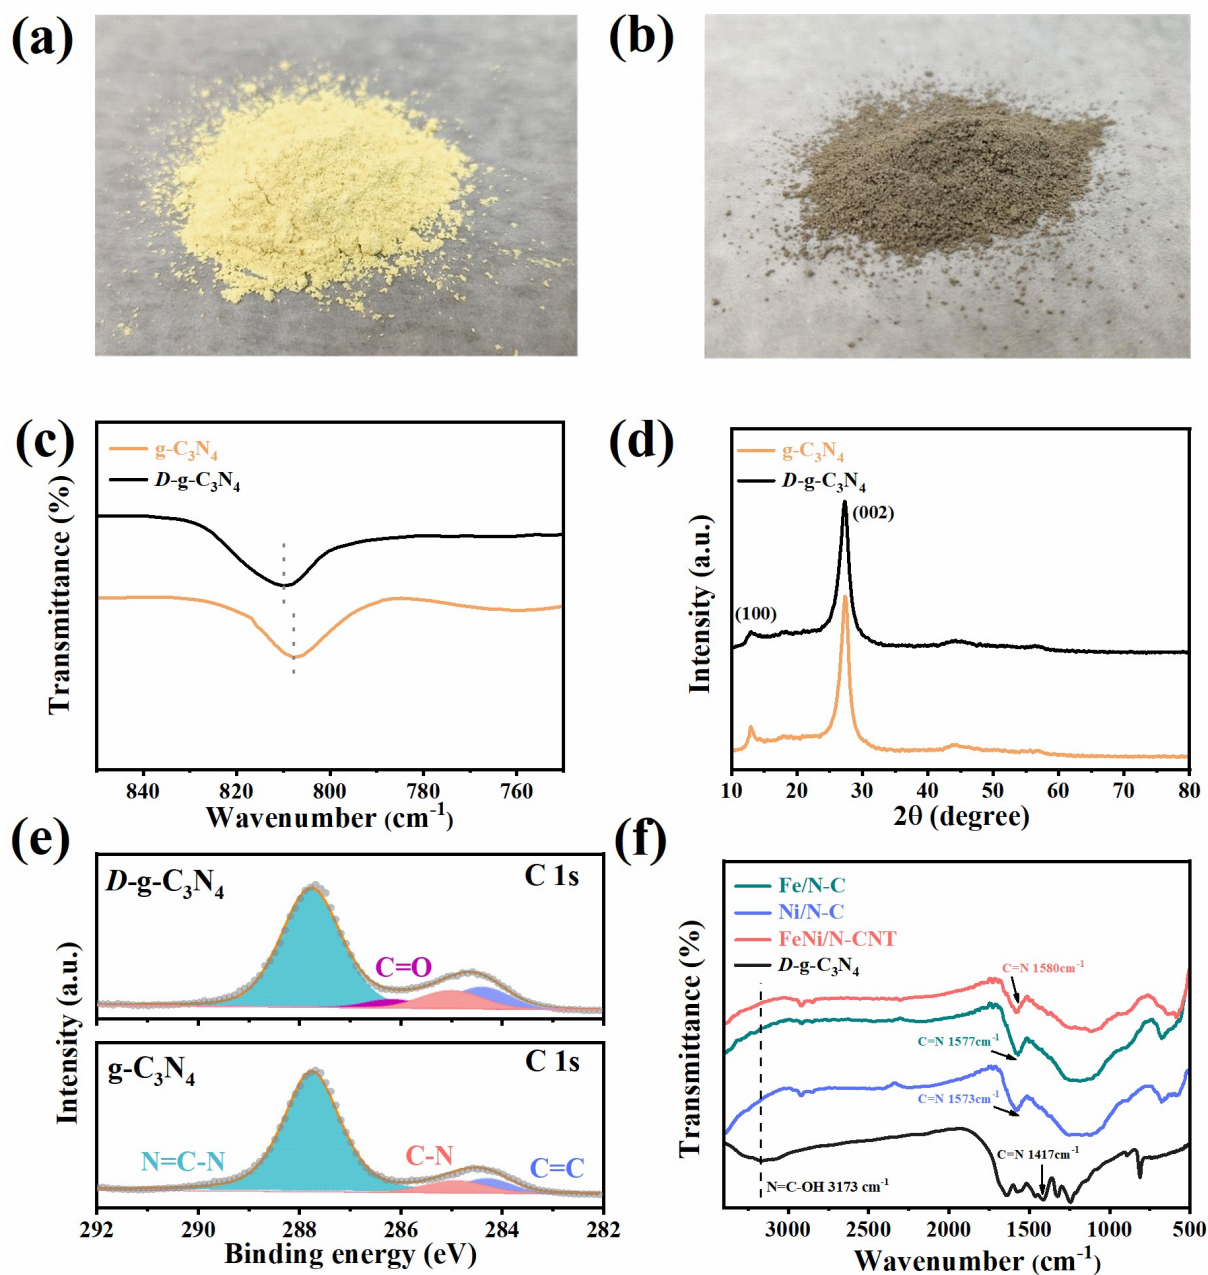 (a)
(b)
(c)
g-C₃N₄
D-g-C₃N₄
Transmittance (%)
840 820 800 780 760
Wavenumber (cm⁻¹)
(d)
g-C₃N₄
D-g-C₃N₄
(002)
(100)
Intensity (a.u.)
10 20 30 40 50 60 70 80
2θ (degree)
(e)
D-g-C₃N₄
C 1s
C=O
g-C₃N₄
C 1s
N=C-N
C-N
C=C
Intensity (a.u.)
292 290 288 286 284 282
Binding energy (eV)
(f)
Fe/N-C
Ni/N-C
FeNi/N-CNT
D-g-C₃N₄
C=N 1580cm⁻¹
C=N 1577cm⁻¹
C=N 1573cm⁻¹
C=N 1417cm⁻¹
N=C-OH 3173 cm⁻¹
Transmittance (%)
3000 2500 2000 1500 1000 500
Wavenumber (cm⁻¹)